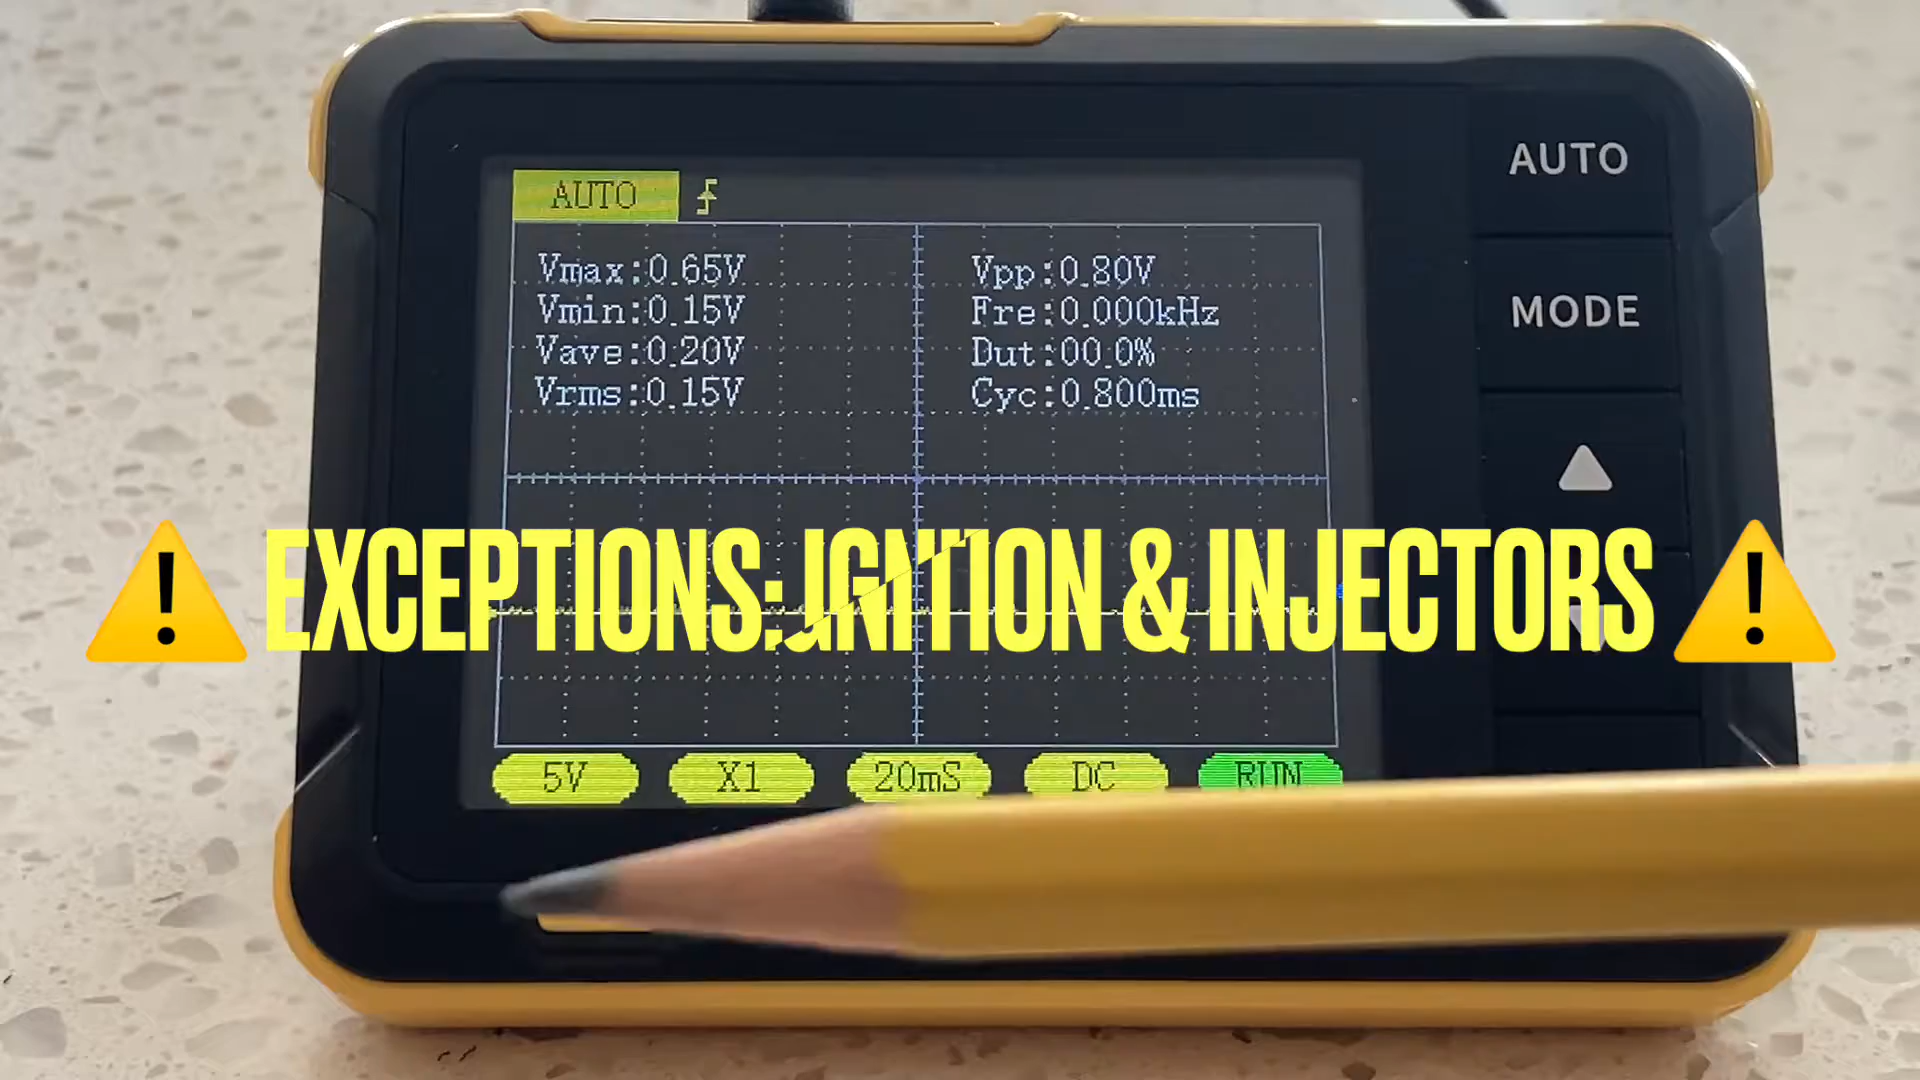 AUTO
AUTO
Vmax:0.65V
Vpp:0.80V
Vmin:0.15V
Fre:0.000kHz
MODE
Vave:0.20V
Dut:00.0%
Vrms:0.15V
Cyc:0.800ms
⚠️ EXCEPTIONS: IGNITION & INJECTORS ⚠️
5V X1 20mS DC RUN